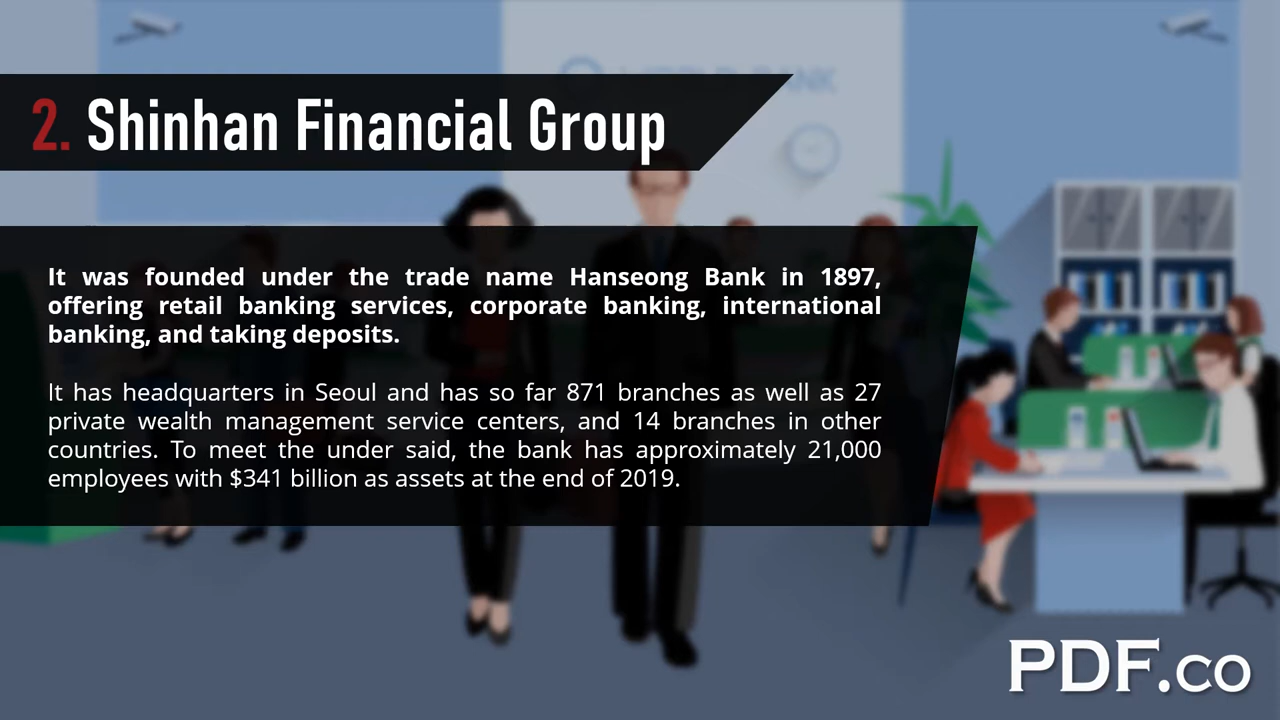 2. Shinhan Financial Group
It was founded under the trade name Hanseong Bank in 1897,
offering retail banking services, corporate banking, international
banking, and taking deposits.
It has headquarters in Seoul and has so far 871 branches as well as 27
private wealth management service centers, and 14 branches in other
countries. To meet the under said, the bank has approximately 21,000
employees with $341 billion as assets at the end of 2019.
PDF.co